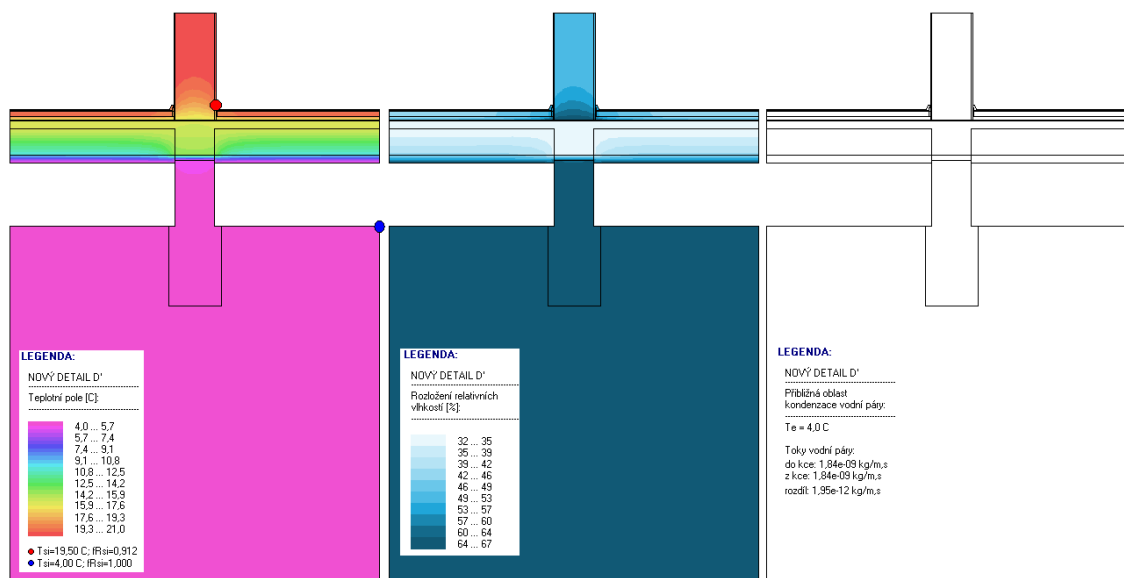 LEGENDA:
NOVÝ DETAIL D'
Teplotní pole [C]:
4,0 ... 5,7
5,7 ... 7,4
7,4 ... 9,1
9,1 ... 10,8
10,8 ... 12,5
12,5 ... 14,2
14,2 ... 15,9
15,9 ... 17,6
17,6 ... 19,3
19,3 ... 21,0
Tsi=19,50 C; fRsi=0,912
Tsi=4,00 C; fRsi=1,000
LEGENDA:
NOVÝ DETAIL D'
Rozložení relativních
vlhkostí [%]:
32 ... 35
35 ... 39
39 ... 42
42 ... 46
46 ... 49
49 ... 53
53 ... 57
57 ... 60
60 ... 64
64 ... 67
LEGENDA:
NOVÝ DETAIL D'
Přibližná oblast
kondenzace vodní páry:
Te = 4,0 C
Toky vodní páry:
do kce: 1,84e-09 kg/m,s
z kce: 1,84e-09 kg/m,s
rozdíl: 1,95e-12 kg/m,s